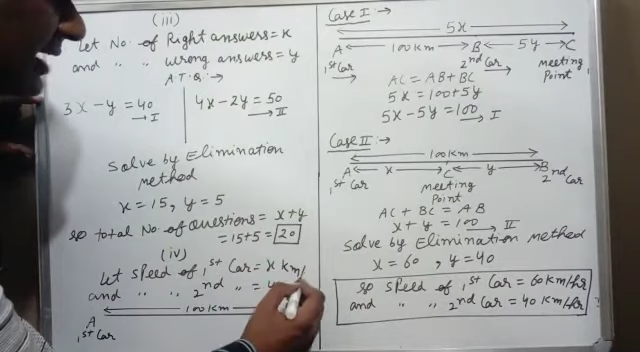 (iii)
Let No. of Right answers = x
and " " wrong answers = y
A.T.Q. :→
3x - y = 40
→ I
4x - 2y = 50
→ II
Solve by Elimination
method
x = 15, y = 5
so total No. of Questions = x+y
= 15+5 = 20
(iv)
Let speed of 1st Car = x km/
and " " 2nd " =
100 km
A
1st Car
Case I :→
5x
A 100 km B 5y C
1st Car 2nd Car meeting
Point
AC = AB + BC
5x = 100 + 5y
5x - 5y = 100
→ I
Case II :→
100 km
A x C y B
1st Car 2nd Car
meeting
Point
AC + BC = AB
x + y = 100
→ II
Solve by Elimination method
x = 60 , y = 40
so speed of 1st Car = 60 km/hr
and " " 2nd Car = 40 km/hr